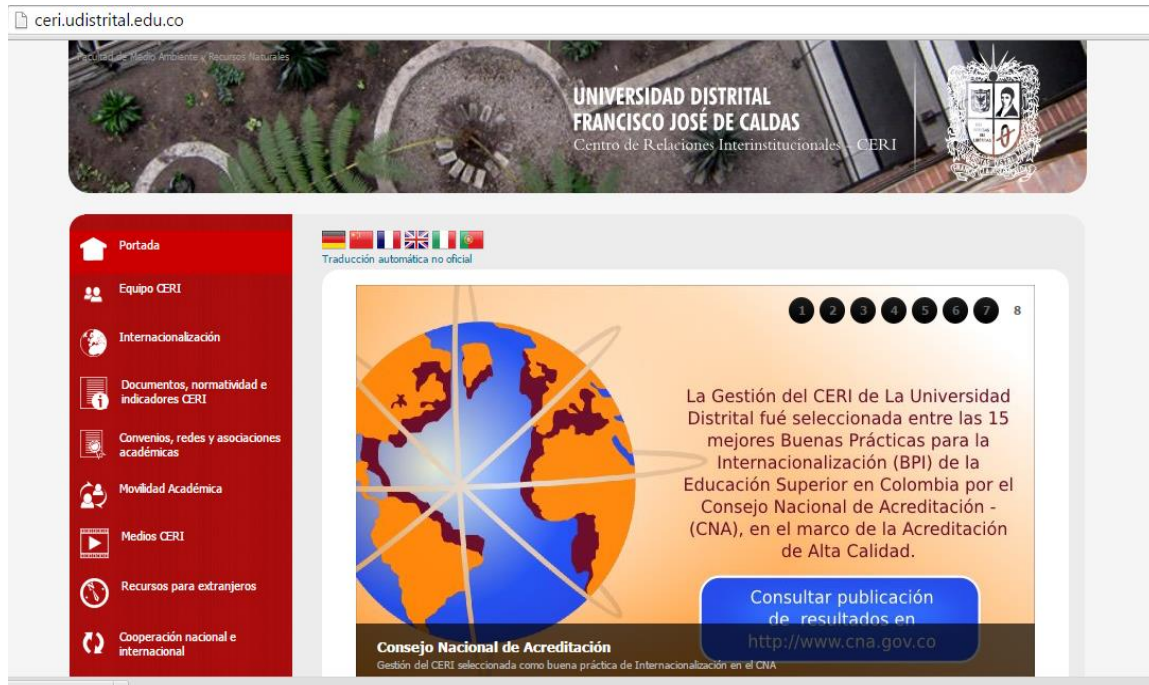 ceri.udistrital.edu.co
Facultad de Medio Ambiente y Recursos Naturales
UNIVERSIDAD DISTRITAL
FRANCISCO JOSÉ DE CALDAS
Centro de Relaciones Interinstitucionales - CERI
Portada
Equipo CERI
Internacionalización
Documentos, normatividad e
indicadores CERI
Convenios, redes y asociaciones
académicas
Movilidad Académica
Medios CERI
Recursos para extranjeros
Cooperación nacional e
internacional
Traducción automática no oficial
1 2 3 4 5 6 7 8
La Gestión del CERI de La Universidad
Distrital fué seleccionada entre las 15
mejores Buenas Prácticas para la
Internacionalización (BPI) de la
Educación Superior en Colombia por el
Consejo Nacional de Acreditación -
(CNA), en el marco de la Acreditación
de Alta Calidad.
Consultar publicación
de resultados en
http://www.cna.gov.co
Consejo Nacional de Acreditación
Gestión del CERI seleccionada como buena práctica de Internacionalización en el CNA